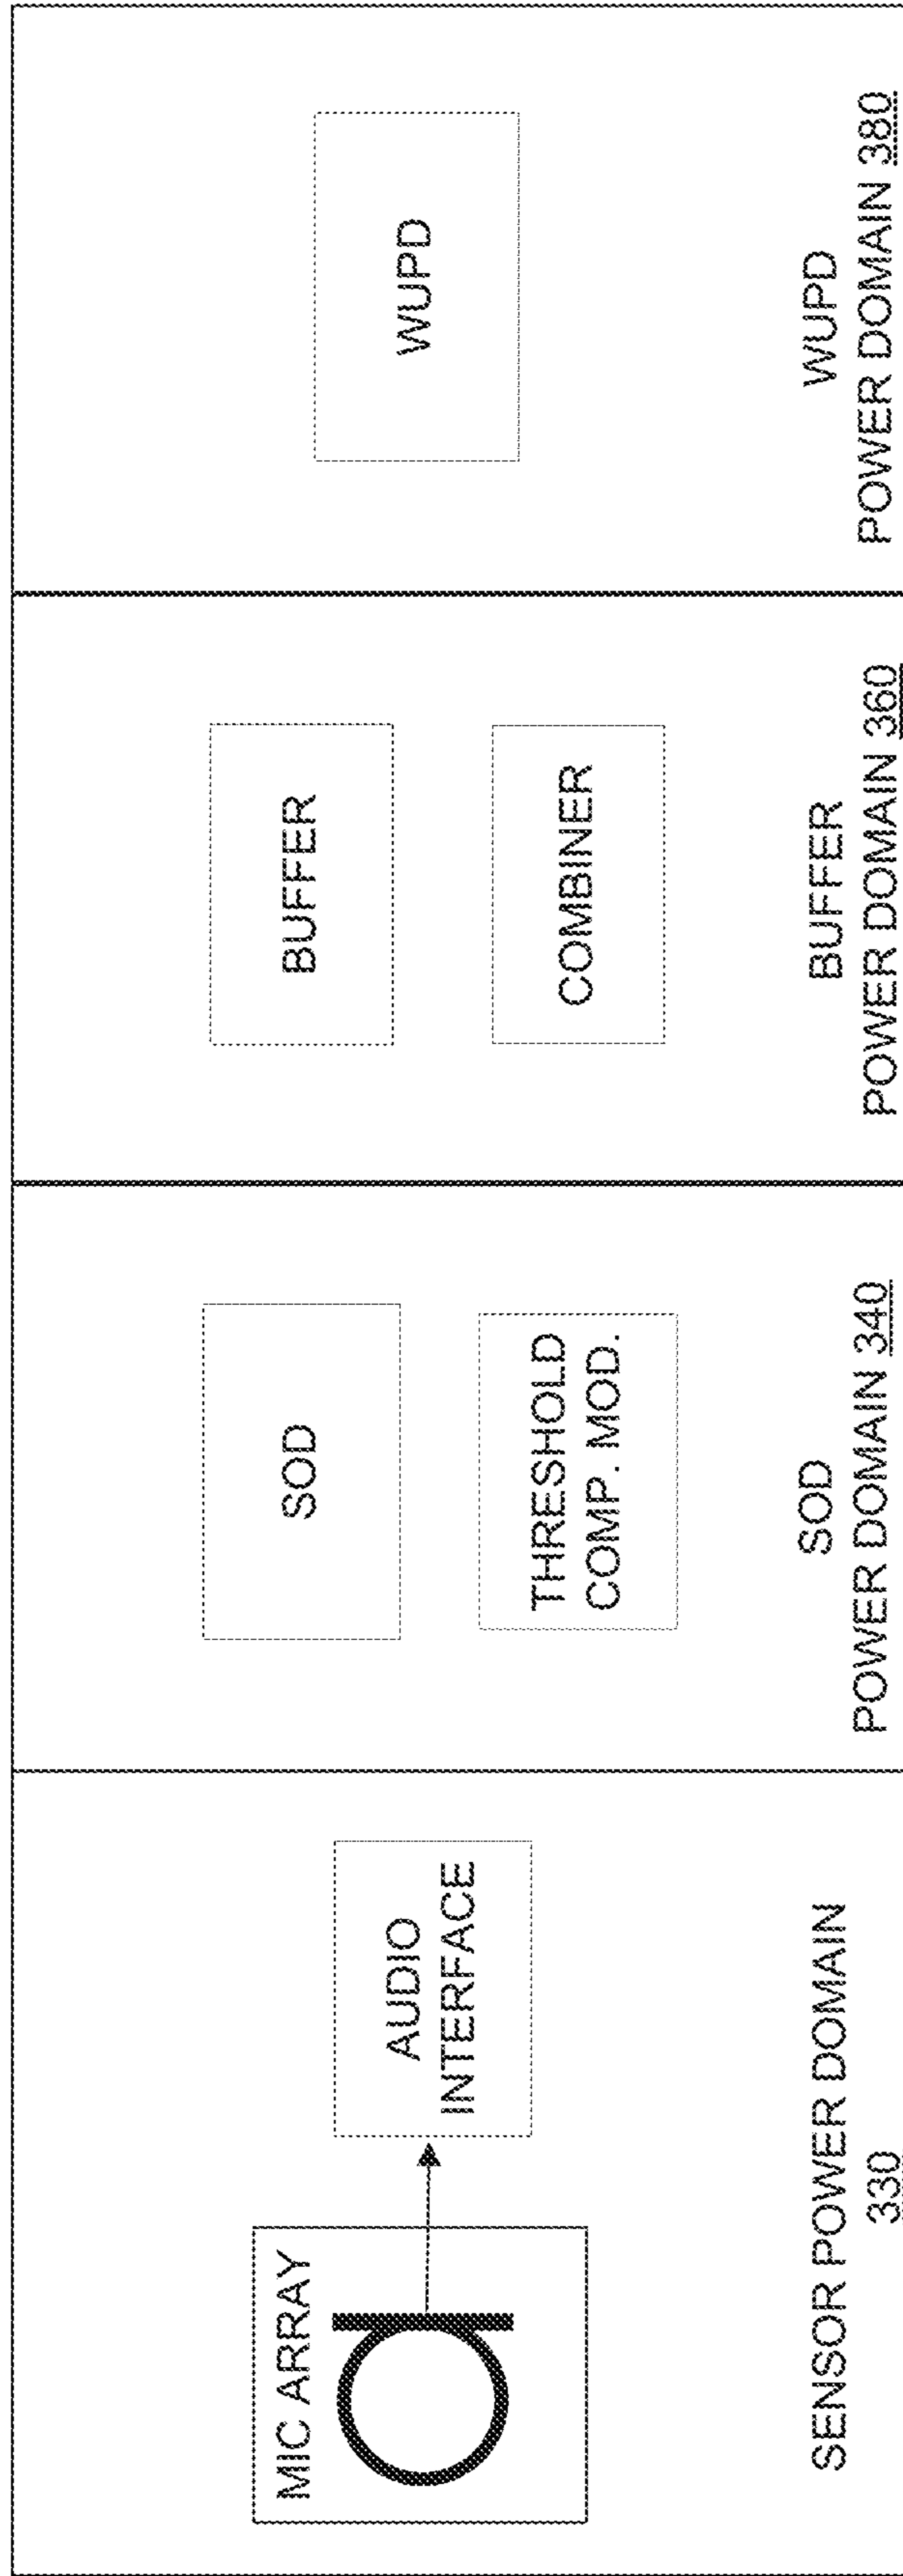 MIC ARRAY
AUDIO
INTERFACE
SENSOR POWER DOMAIN
330
SOD
THRESHOLD
COMP. MOD.
SOD
POWER DOMAIN 340
BUFFER
COMBINER
BUFFER
POWER DOMAIN 360
WUPD
WUPD
POWER DOMAIN 380